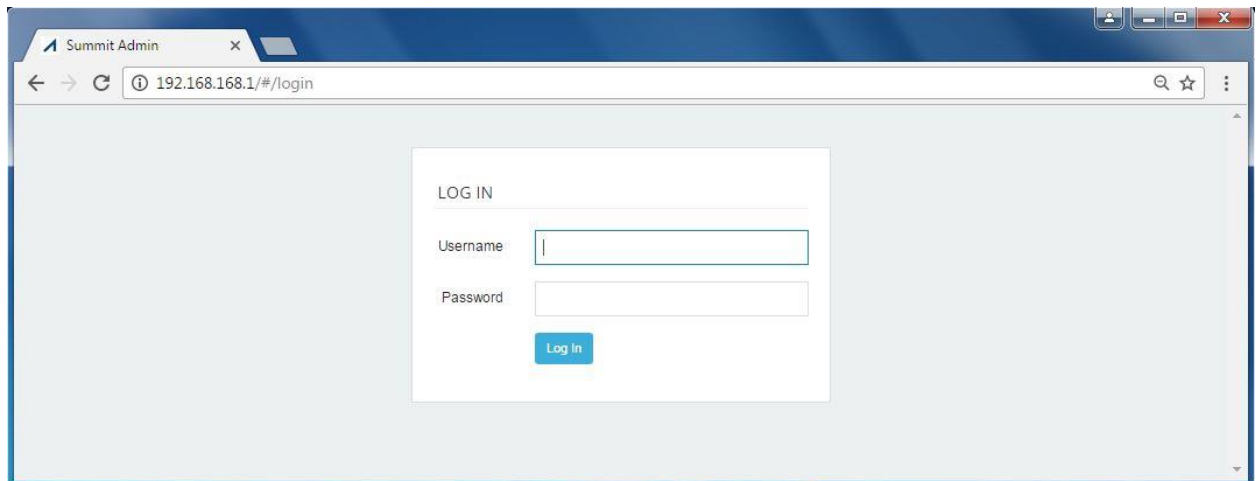 Summit Admin
192.168.168.1/#/login
LOG IN
Username
Password
Log In